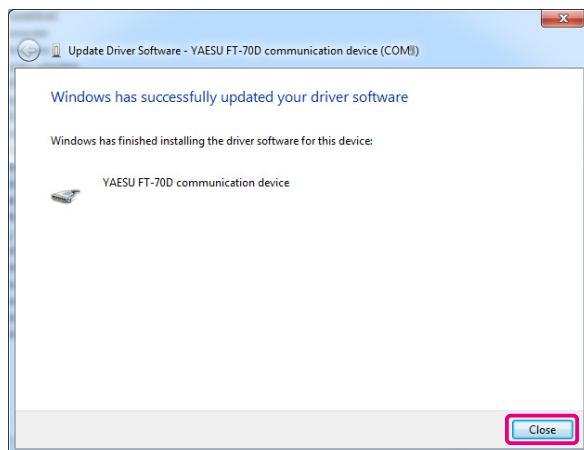 Update Driver Software - YAESU FT-70D communication device
Windows has successfully updated your driver software
Windows has finished installing the driver software for this device:
YAESU FT-70D communication device
Close